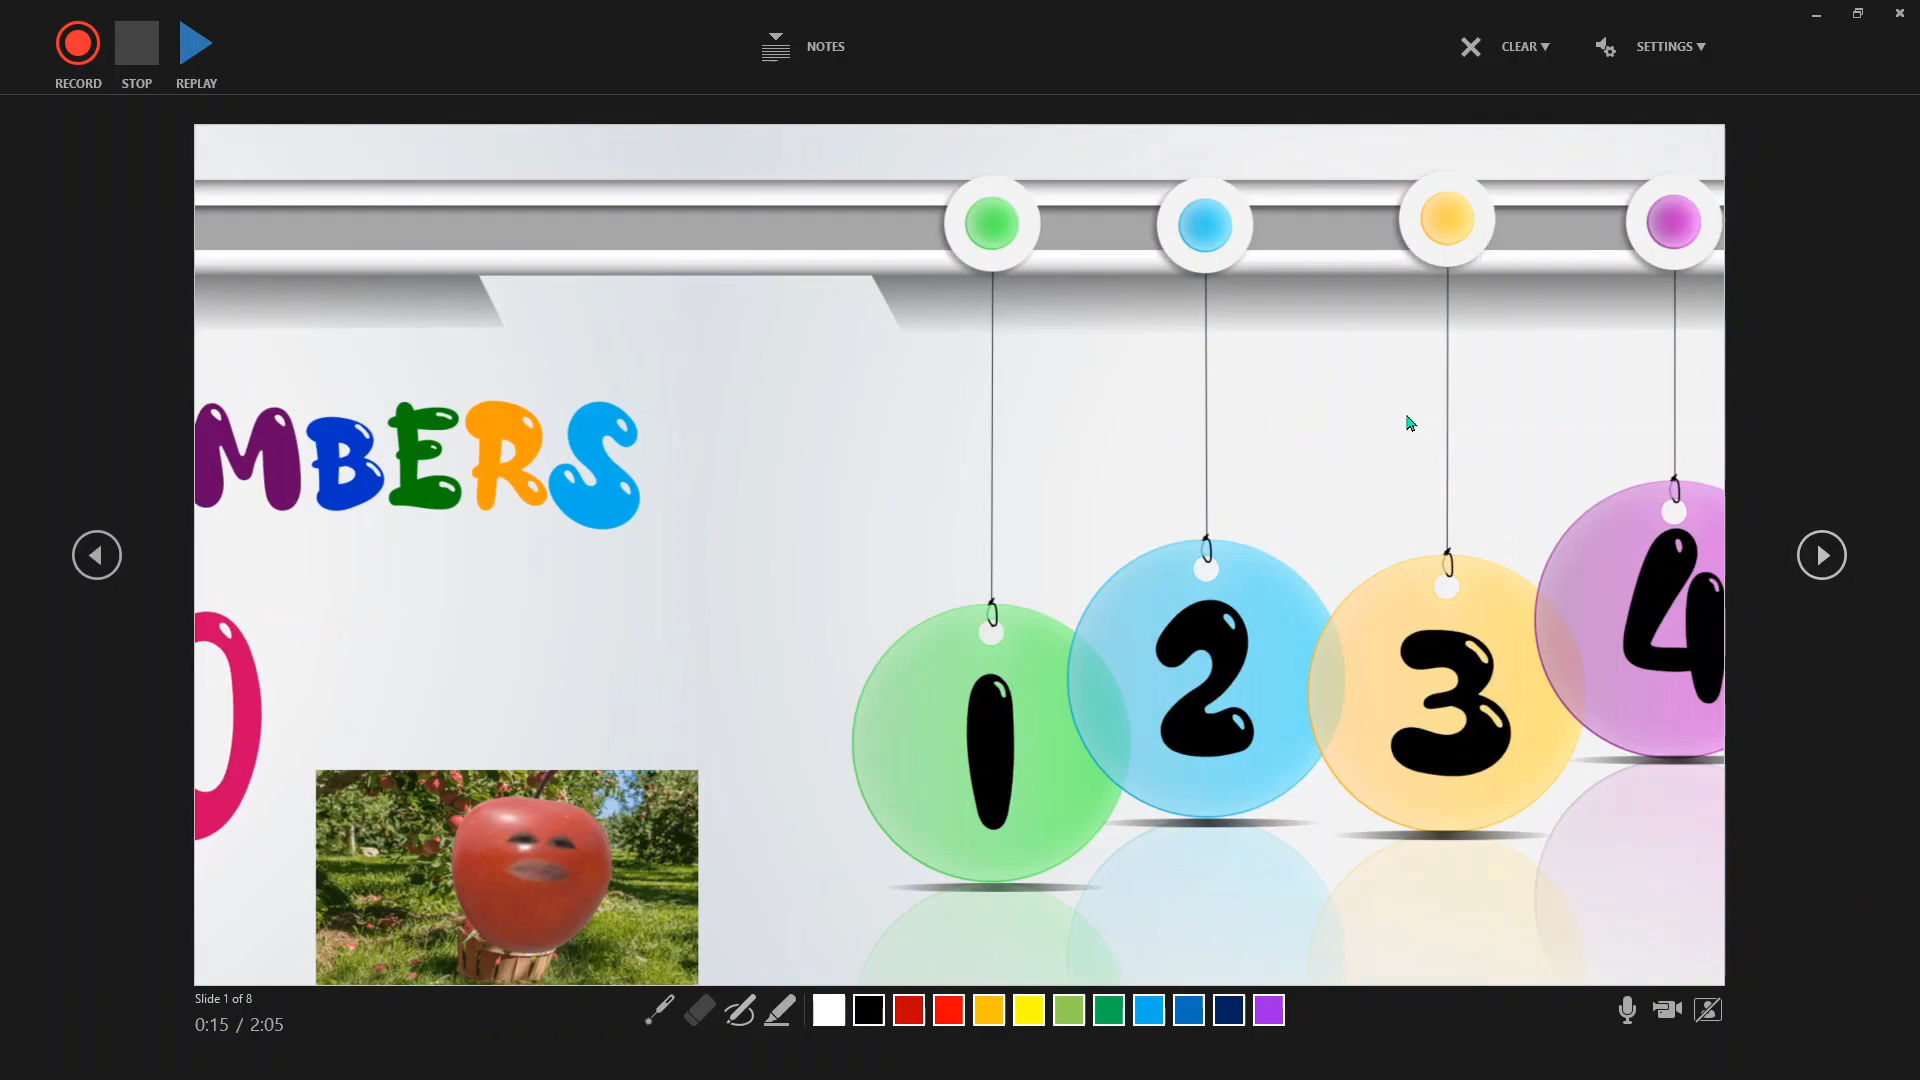 RECORD
STOP
REPLAY
NOTES
CLEAR
SETTINGS
MBERS
0
1
2
3
4
Slide 1 of 8
0:15 / 2:05